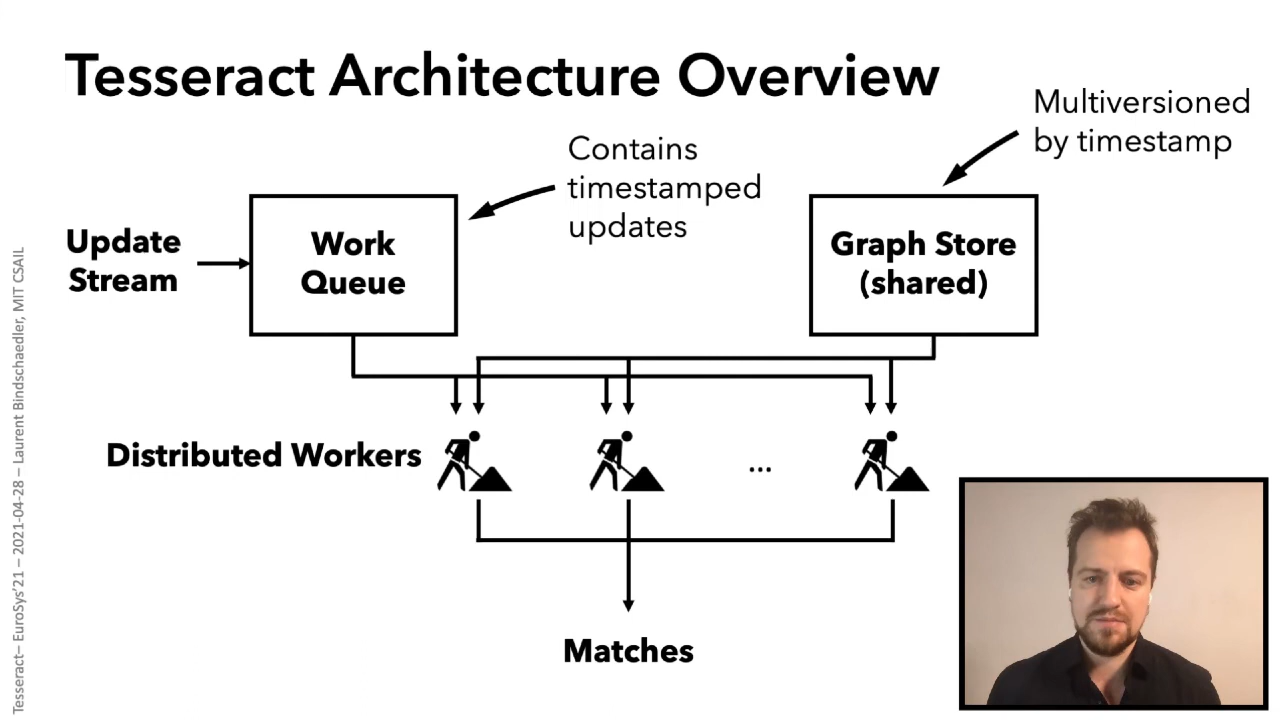 Tesseract Architecture Overview
Multiversioned
by timestamp
Contains
timestamped
updates
Update
Stream
Work
Queue
Graph Store
(shared)
Distributed Workers
...
Matches
Tesseract– EuroSys'21 – 2021-04-28 – Laurent Bindschaedler, MIT CSAIL